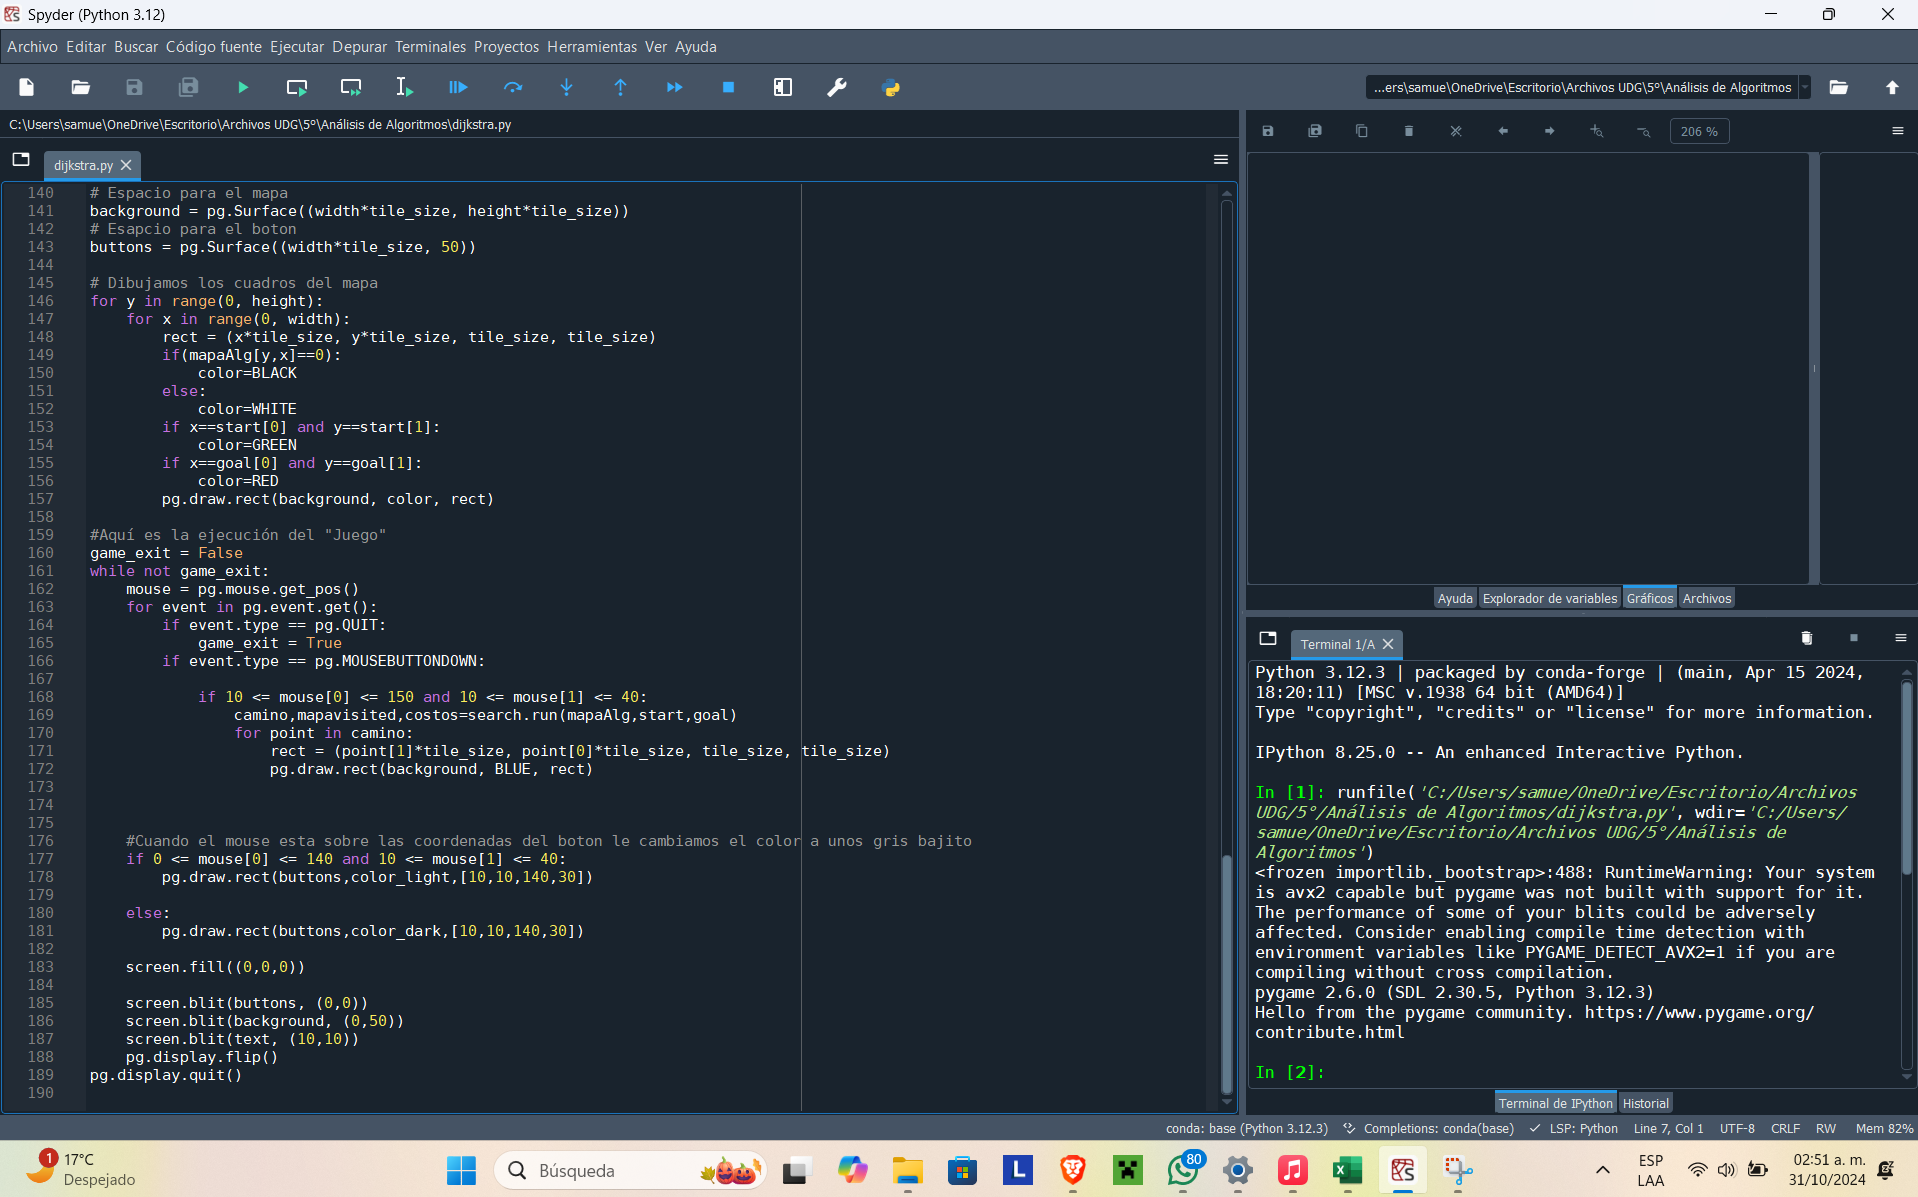 Spyder (Python 3.12)
Archivo Editar Buscar Código fuente Ejecutar Depurar Terminales Proyectos Herramientas Ver Ayuda
...ers\samue\OneDrive\Escritorio\Archivos UDG\5º\Análisis de Algoritmos
C:\Users\samue\OneDrive\Escritorio\Archivos UDG\5º\Análisis de Algoritmos\dijkstra.py
dijkstra.py
140 # Espacio para el mapa
141 background = pg.Surface((width*tile_size, height*tile_size))
142 # Esapcio para el boton
143 buttons = pg.Surface((width*tile_size, 50))
144
145 # Dibujamos los cuadros del mapa
146 for y in range(0, height):
147     for x in range(0, width):
148         rect = (x*tile_size, y*tile_size, tile_size, tile_size)
149         if(mapaAlg[y,x]==0):
150             color=BLACK
151         else:
152             color=WHITE
153         if x==start[0] and y==start[1]:
154             color=GREEN
155         if x==goal[0] and y==goal[1]:
156             color=RED
157         pg.draw.rect(background, color, rect)
158
159 #Aquí es la ejecución del "Juego"
160 game_exit = False
161 while not game_exit:
162     mouse = pg.mouse.get_pos()
163     for event in pg.event.get():
164         if event.type == pg.QUIT:
165             game_exit = True
166         if event.type == pg.MOUSEBUTTONDOWN:
167
168             if 10 <= mouse[0] <= 150 and 10 <= mouse[1] <= 40:
169                 camino,mapavisited,costos=search.run(mapaAlg,start,goal)
170                 for point in camino:
171                     rect = (point[1]*tile_size, point[0]*tile_size, tile_size, tile_size)
172                     pg.draw.rect(background, BLUE, rect)
173
174
175
176     #Cuando el mouse esta sobre las coordenadas del boton le cambiamos el color a unos gris bajito
177     if 0 <= mouse[0] <= 140 and 10 <= mouse[1] <= 40:
178         pg.draw.rect(buttons,color_light,[10,10,140,30])
179
180     else:
181         pg.draw.rect(buttons,color_dark,[10,10,140,30])
182
183     screen.fill((0,0,0))
184
185     screen.blit(buttons, (0,0))
186     screen.blit(background, (0,50))
187     screen.blit(text, (10,10))
188     pg.display.flip()
189 pg.display.quit()
190
206 %
Ayuda Explorador de variables Gráficos Archivos
Terminal 1/A
Python 3.12.3 | packaged by conda-forge | (main, Apr 15 2024,
18:20:11) [MSC v.1938 64 bit (AMD64)]
Type "copyright", "credits" or "license" for more information.
IPython 8.25.0 -- An enhanced Interactive Python.
In [1]: runfile('C:/Users/samue/OneDrive/Escritorio/Archivos
UDG/5º/Análisis de Algoritmos/dijkstra.py', wdir='C:/Users/
samue/OneDrive/Escritorio/Archivos UDG/5º/Análisis de
Algoritmos')
<frozen importlib._bootstrap>:488: RuntimeWarning: Your system
is avx2 capable but pygame was not built with support for it.
The performance of some of your blits could be adversely
affected. Consider enabling compile time detection with
environment variables like PYGAME_DETECT_AVX2=1 if you are
compiling without cross compilation.
pygame 2.6.0 (SDL 2.30.5, Python 3.12.3)
Hello from the pygame community. https://www.pygame.org/
contribute.html
In [2]:
Terminal de IPython Historial
conda: base (Python 3.12.3) Completions: conda(base) LSP: Python Line 7, Col 1 UTF-8 CRLF RW Mem 82%
1
17°C
Despejado
Búsqueda
L
80
ESP
LAA
02:51 a. m.
31/10/2024